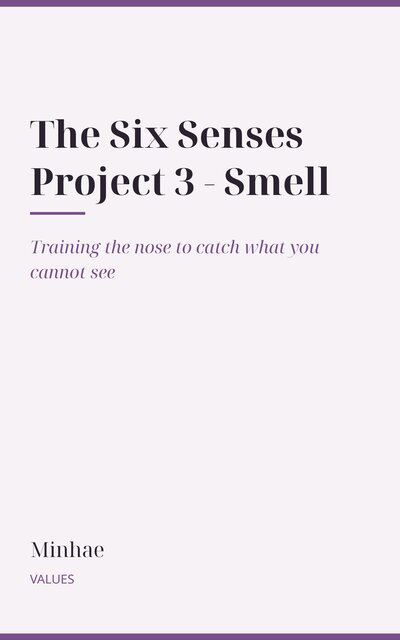 The Six Senses
Project 3 - Smell
Training the nose to catch what you
cannot see
Minhae
VALUES